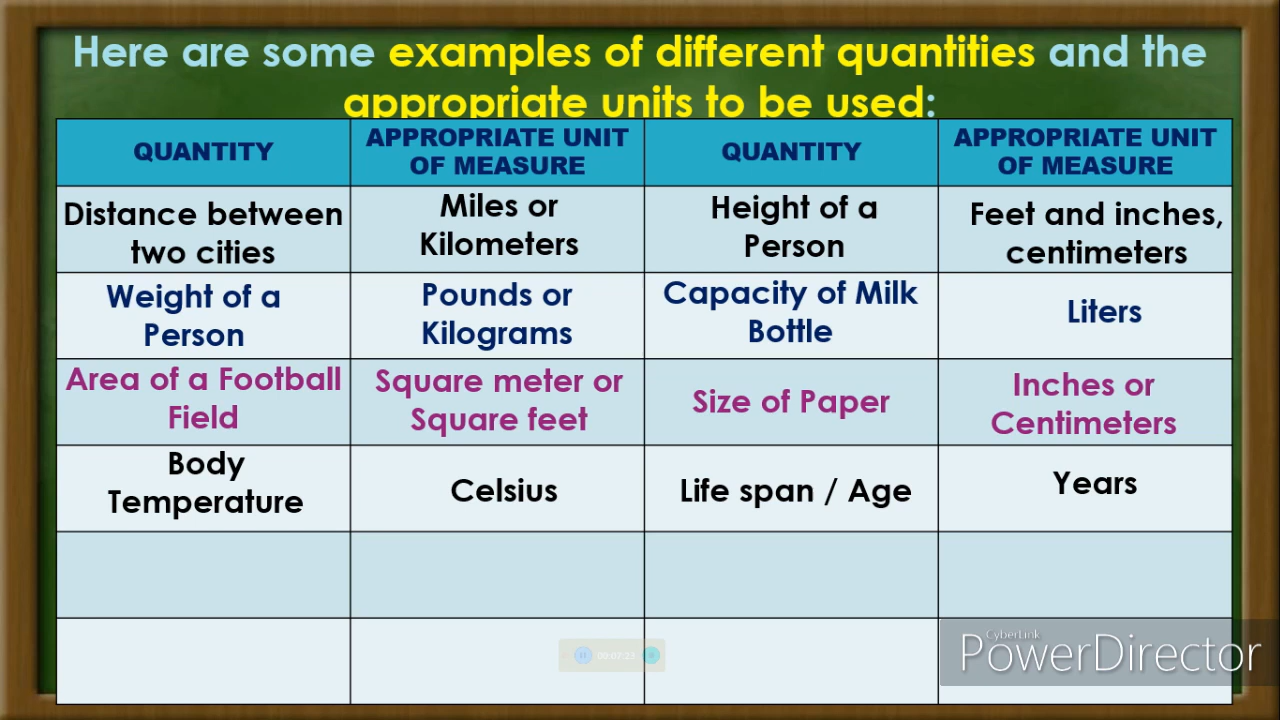 Here are some examples of different quantities and the
appropriate units to be used:
QUANTITY
APPROPRIATE UNIT
OF MEASURE
QUANTITY
APPROPRIATE UNIT
OF MEASURE
Distance between
two cities
Miles or
Kilometers
Height of a
Person
Feet and inches,
centimeters
Weight of a
Person
Pounds or
Kilograms
Capacity of Milk
Bottle
Liters
Area of a Football
Field
Square meter or
Square feet
Size of Paper
Inches or
Centimeters
Body
Temperature
Celsius
Life span / Age
Years
CyberLink
PowerDirector